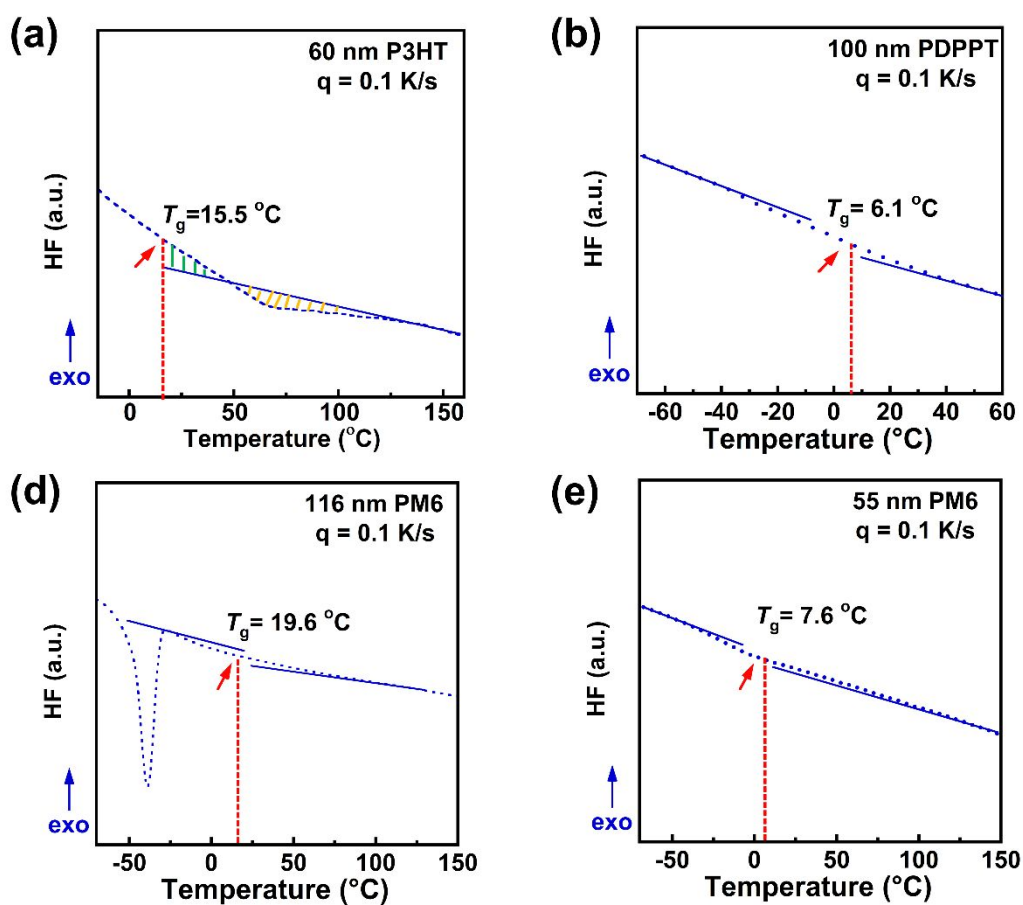 (a)
60 nm P3HT
q = 0.1 K/s
Tg=15.5 °C
HF (a.u.)
exo
0 50 100 150
Temperature (°C)
(b)
100 nm PDPPT
q = 0.1 K/s
Tg= 6.1 °C
HF (a.u.)
exo
-60 -40 -20 0 20 40 60
Temperature (°C)
(d)
116 nm PM6
q = 0.1 K/s
Tg= 19.6 °C
HF (a.u.)
exo
-50 0 50 100 150
Temperature (°C)
(e)
55 nm PM6
q = 0.1 K/s
Tg= 7.6 °C
HF (a.u.)
exo
-50 0 50 100 150
Temperature (°C)